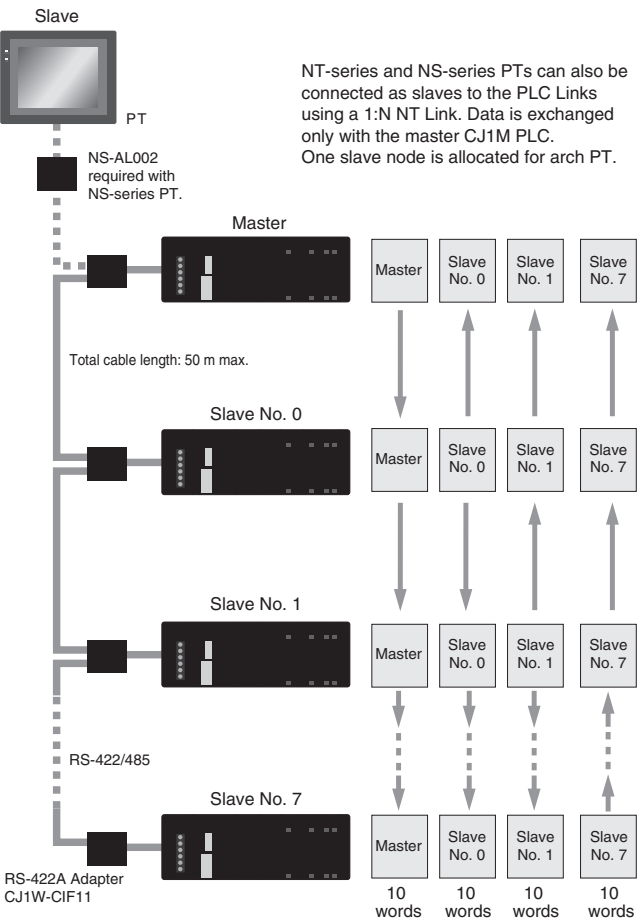 Slave
PT
NT-series and NS-series PTs can also be
connected as slaves to the PLC Links
using a 1:N NT Link. Data is exchanged
only with the master CJ1M PLC.
One slave node is allocated for arch PT.
NS-AL002
required with
NS-series PT.
Master
Master
Slave
No. 0
Slave
No. 1
Slave
No. 7
Total cable length: 50 m max.
Slave No. 0
Master
Slave
No. 0
Slave
No. 1
Slave
No. 7
Slave No. 1
Master
Slave
No. 0
Slave
No. 1
Slave
No. 7
RS-422/485
Slave No. 7
Master
Slave
No. 0
Slave
No. 1
Slave
No. 7
RS-422A Adapter
CJ1W-CIF11
10
words
10
words
10
words
10
words